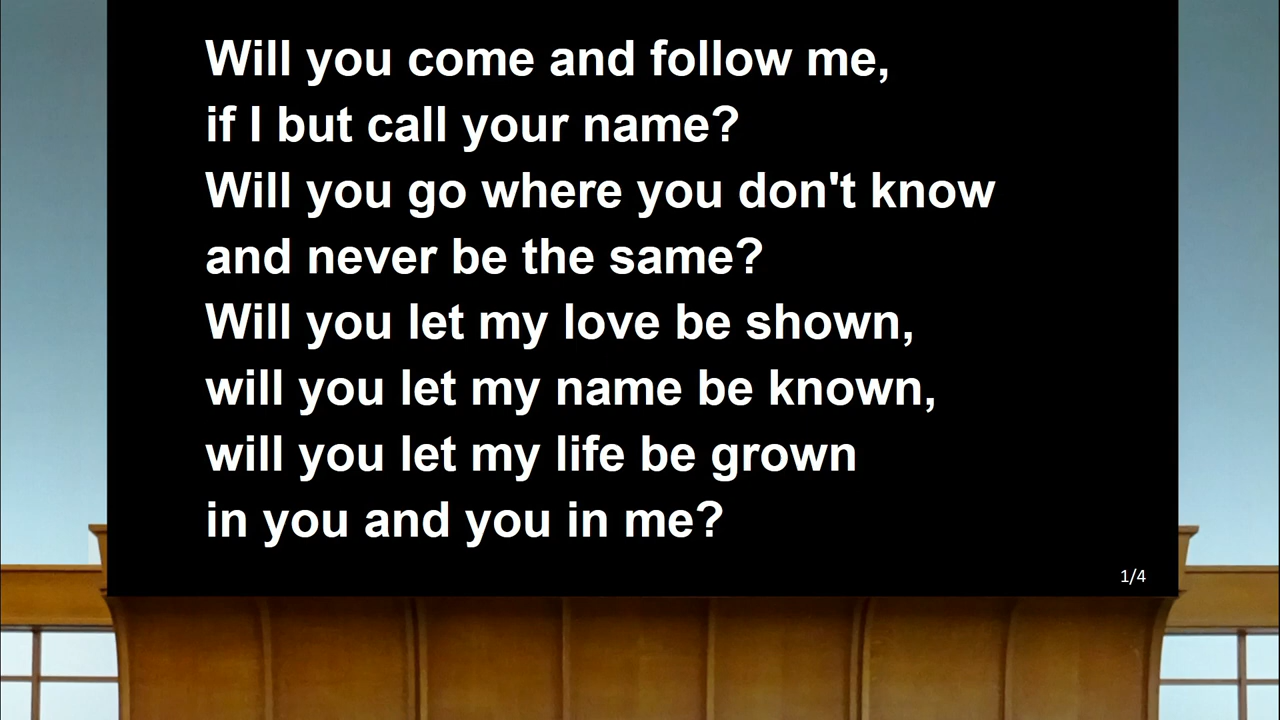 Will you come and follow me,
if I but call your name?
Will you go where you don't know
and never be the same?
Will you let my love be shown,
will you let my name be known,
will you let my life be grown
in you and you in me?
1/4